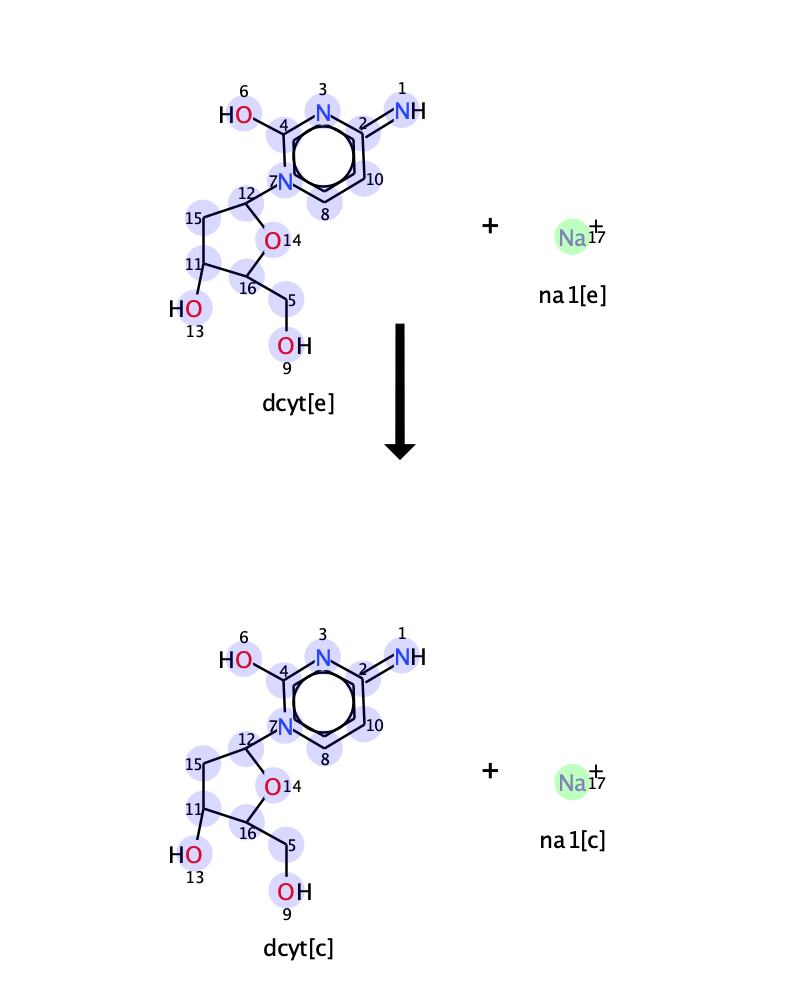 1
6 3
HO N NH
4 2
7 N 10
12 8
15
O 14 + Na + 17
11
16 5 na1[e]
HO
13 OH
9
dcyt[e]
1
6 3
HO N NH
4 2
7 N 10
12 8
15
O 14 + Na + 17
11
16 5 na1[c]
HO
13 OH
9
dcyt[c]